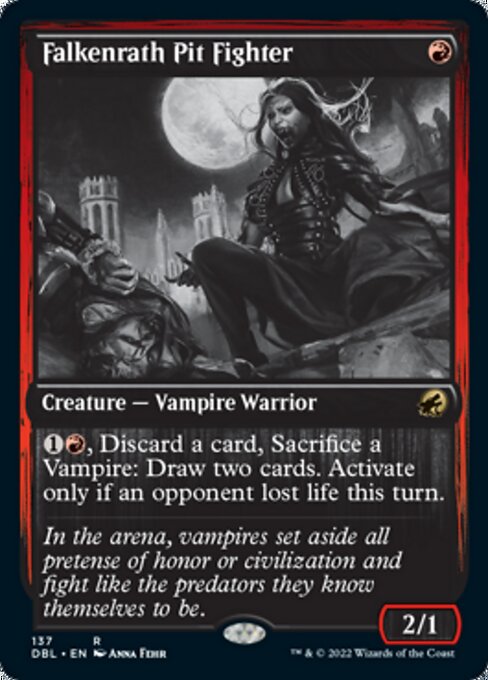 Falkenrath Pit Fighter
Creature — Vampire Warrior
1R, Discard a card, Sacrifice a
Vampire: Draw two cards. Activate
only if an opponent lost life this turn.
In the arena, vampires set aside all
pretense of honor or civilization and
fight like the predators they know
themselves to be.
2/1
137 R
DBL • EN Anna Fehr
™ & © 2022 Wizards of the Coast